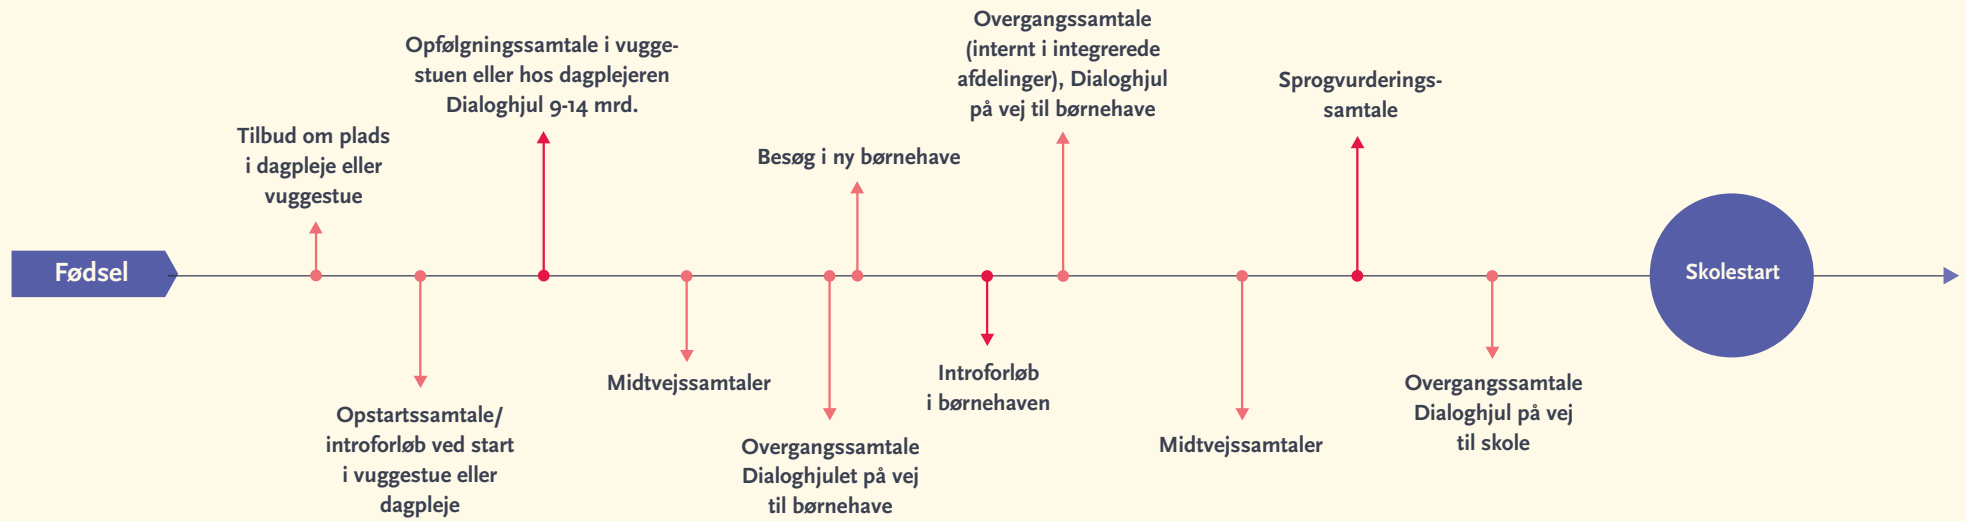 Fødsel
Tilbud om plads
i dagpleje eller
vuggestue
Opstartssamtale/
introforløb ved start
i vuggestue eller
dagpleje
Opfølgningssamtale i vugge-
stuen eller hos dagplejeren
Dialoghjul 9-14 mrd.
Midtvejssamtaler
Overgangssamtale
Dialoghjulet på vej
til børnehave
Besøg i ny børnehave
Introforløb
i børnehaven
Overgangssamtale
(internt i integrerede
afdelinger), Dialoghjul
på vej til børnehave
Midtvejssamtaler
Sprogvurderings-
samtale
Overgangssamtale
Dialoghjul på vej
til skole
Skolestart